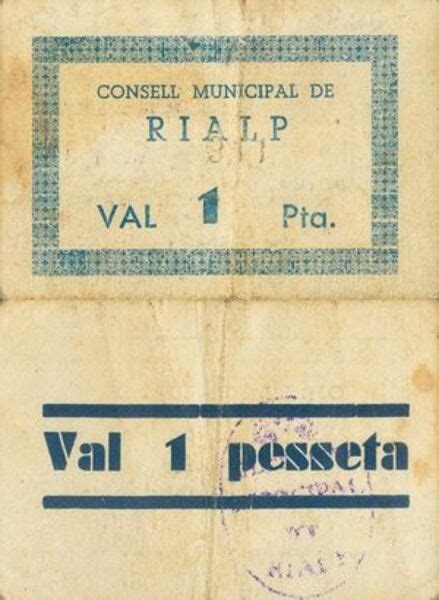 CONSELL MUNICIPAL DE
RIALP
VAL 1 Pta.
Val 1 pesseta